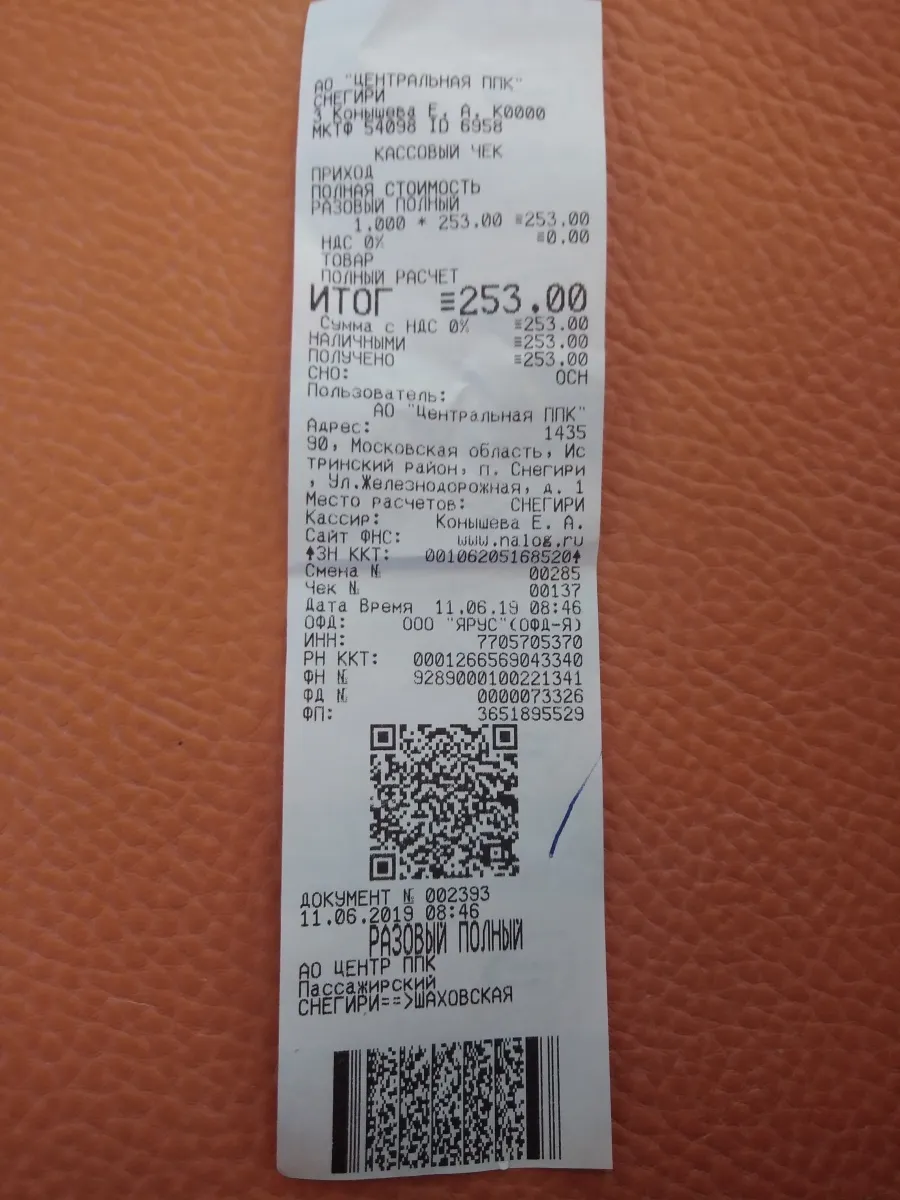 АО "ЦЕНТРАЛЬНАЯ ППК"
СНЕГИРИ
3 Конышева Е. А. К0000
МКТФ 54098 ID 6958
КАССОВЫЙ ЧЕК
ПРИХОД
ПОЛНАЯ СТОИМОСТЬ
РАЗОВЫЙ ПОЛНЫЙ
1.000 * 253.00 ≡253.00
НДС 0% ≡0.00
ТОВАР
ПОЛНЫЙ РАСЧЕТ
ИТОГ ≡253.00
Сумма с НДС 0% ≡253.00
НАЛИЧНЫМИ ≡253.00
ПОЛУЧЕНО ≡253.00
СНО: ОСН
Пользователь:
АО "Центральная ППК"
Адрес: 1435
90, Московская область, Ис
тринский район, п. Снегири
, Ул.Железнодорожная, д. 1
Место расчетов: СНЕГИРИ
Кассир: Конышева Е. А.
Сайт ФНС: www.nalog.ru
↑ЗН ККТ: 00106205168520↑
Смена № 00285
Чек № 00137
Дата Время 11.06.19 08:46
ОФД: ООО "ЯРУС"(ОФД-Я)
ИНН: 7705705370
РН ККТ: 0001266569043340
ФН № 9289000100221341
ФД № 0000073326
ФП: 3651895529
ДОКУМЕНТ № 002393
11.06.2019 08:46
РАЗОВЫЙ ПОЛНЫЙ
АО ЦЕНТР ППК
Пассажирский
СНЕГИРИ==>ШАХОВСКАЯ